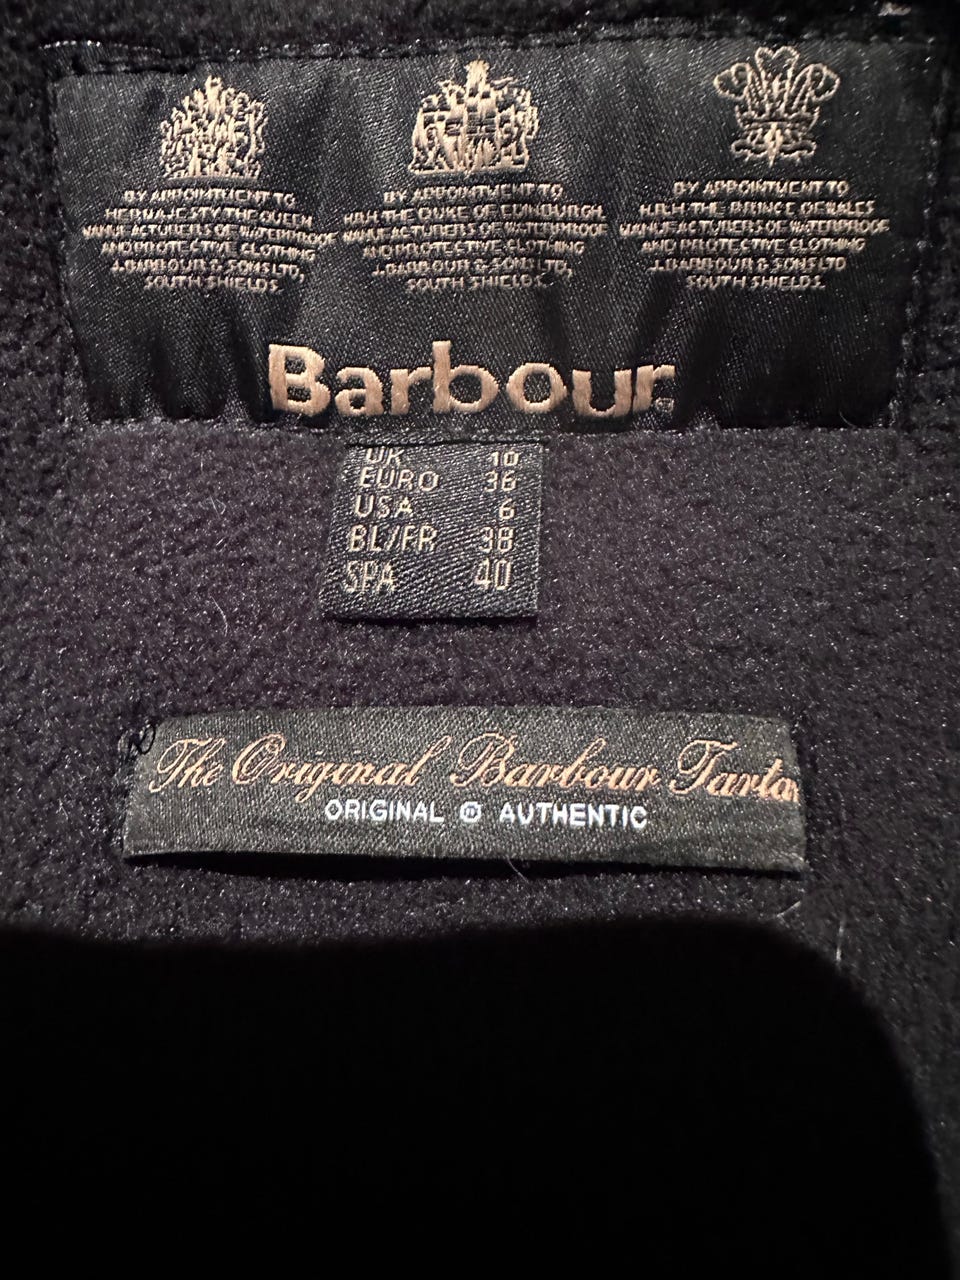 BY APPOINTMENT TO
HER MAJESTY THE QUEEN
MANUFACTURERS OF WATERPROOF
AND PROTECTIVE CLOTHING
J.BARBOUR & SONS LTD,
SOUTH SHIELDS
BY APPOINTMENT TO
H.R.H THE DUKE OF EDINBURGH
MANUFACTURERS OF WATERPROOF
AND PROTECTIVE CLOTHING
J.BARBOUR & SONS LTD,
SOUTH SHIELDS.
BY APPOINTMENT TO
H.R.H THE PRINCE OF WALES
MANUFACTURERS OF WATERPROOF
AND PROTECTIVE CLOTHING
J.BARBOUR & SONS LTD
SOUTH SHIELDS.
Barbour
UK 10
EURO 36
USA 6
BL/FR 38
SPA 40
The Original Barbour Tarta
ORIGINAL ® AUTHENTIC